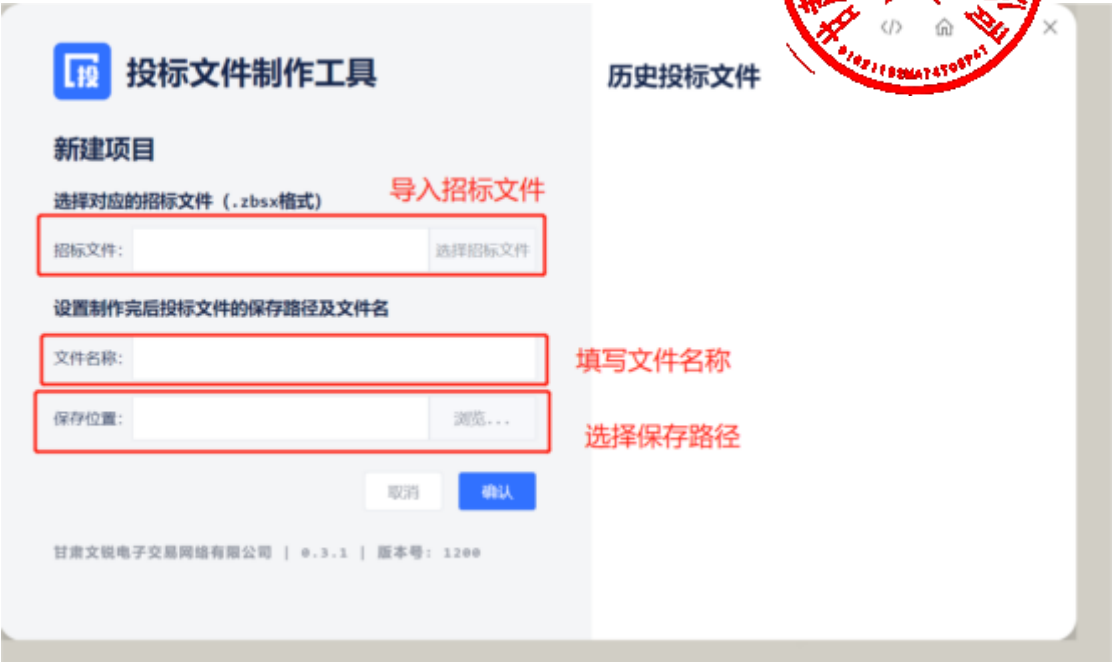 投标文件制作工具
历史投标文件
新建项目
选择对应的招标文件（.zbsx格式）
导入招标文件
招标文件：
选择招标文件
设置制作完后投标文件的保存路径及文件名
文件名称：
填写文件名称
保存位置：
浏览...
选择保存路径
取消
确认
甘肃文锐电子交易网络有限公司 | 0.3.1 | 版本号: 1200